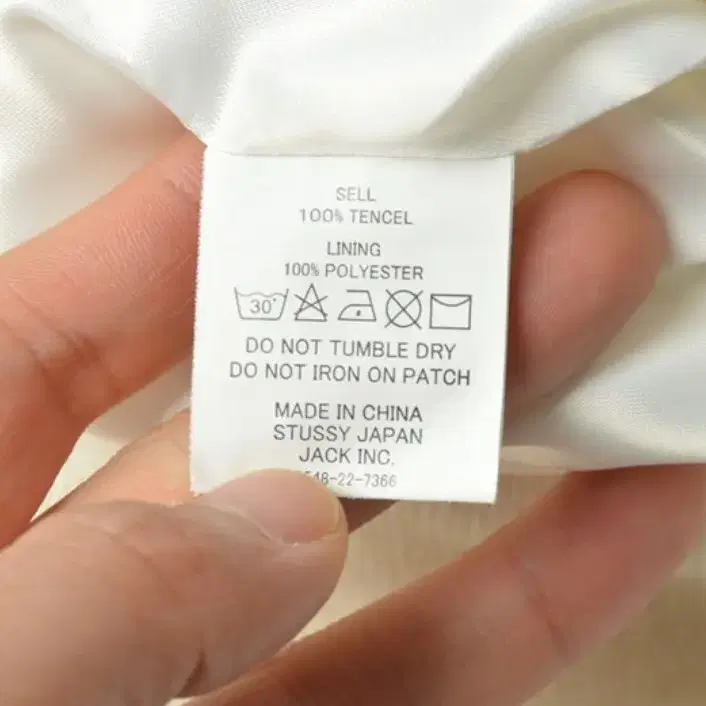 SELL
100% TENCEL
LINING
100% POLYESTER
30°
DO NOT TUMBLE DRY
DO NOT IRON ON PATCH
MADE IN CHINA
STUSSY JAPAN
JACK INC.
48-22-7366